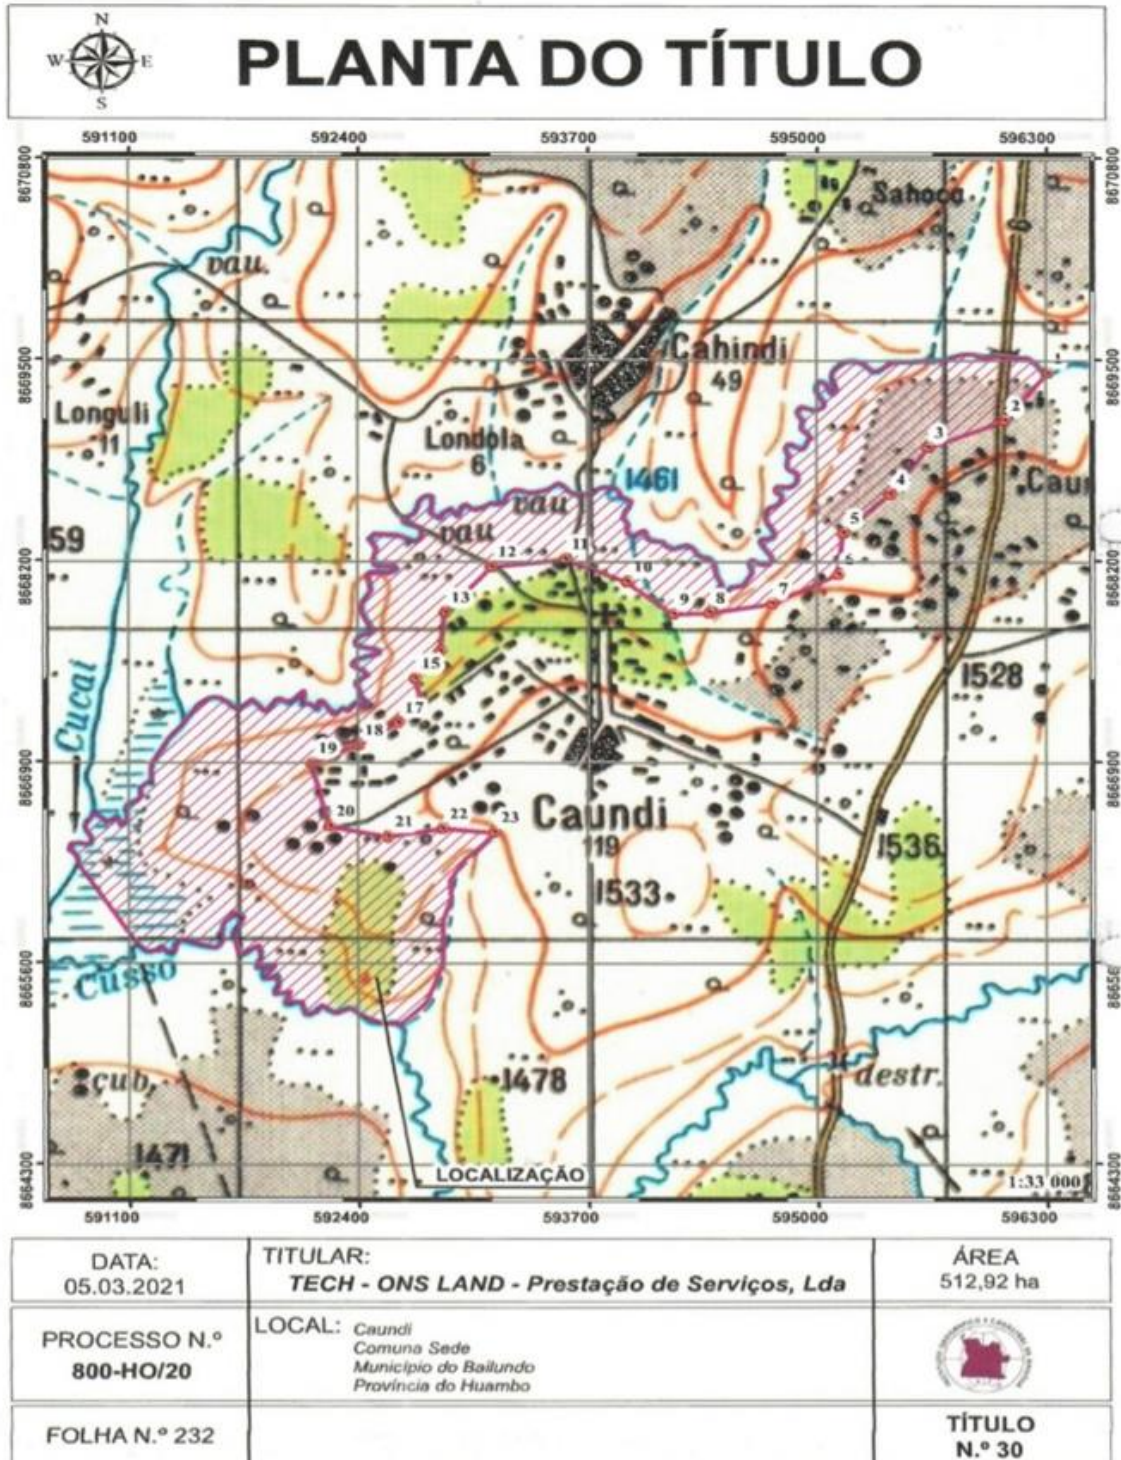 N
W E
S
PLANTA DO TÍTULO
591100 592400 593700 595000 596300
8670800 8670800
Sahoco
vau.
8669500 8669500
Cahindi
49
Longuli
11
Londola
6
2
3
1461
4
Caun
vau
vau
5
59
11
12
10
6
8668200 8668200
7
13
9 8
15
1528
17
Cucai
18
19
8666900 8666900
20 21 22 23
Caundi
119
1536
1533
8665600
Cusso
1478
destr.
çub.
1471
LOCALIZAÇÃO
8664300 8664300
1:33 000
591100 592400 593700 595000 596300
DATA:
05.03.2021
TITULAR:
TECH - ONS LAND - Prestação de Serviços, Lda
ÁREA
512,92 ha
PROCESSO N.º
800-HO/20
LOCAL: Caundi
Comuna Sede
Município do Bailundo
Província do Huambo
FOLHA N.º 232
TÍTULO
N.º 30